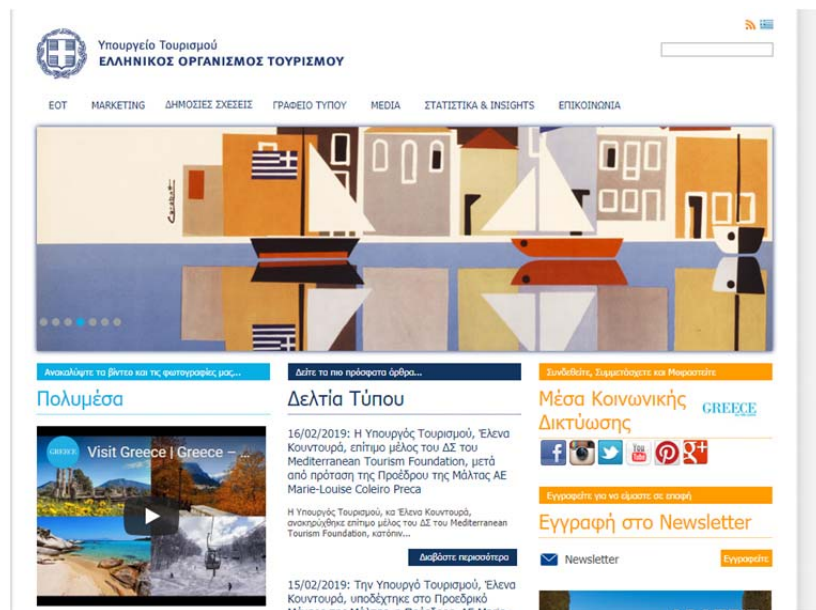 Υπουργείο Τουρισμού
ΕΛΛΗΝΙΚΟΣ ΟΡΓΑΝΙΣΜΟΣ ΤΟΥΡΙΣΜΟΥ
ΕΟΤ MARKETING ΔΗΜΟΣΙΕΣ ΣΧΕΣΕΙΣ ΓΡΑΦΕΙΟ ΤΥΠΟΥ MEDIA ΣΤΑΤΙΣΤΙΚΑ & INSIGHTS ΕΠΙΚΟΙΝΩΝΙΑ
Ανακαλύψτε τα βίντεο και τις φωτογραφίες μας...
Πολυμέσα
GREECE
Visit Greece | Greece – ...
Δείτε τα πιο πρόσφατα άρθρα...
Δελτία Τύπου
16/02/2019: Η Υπουργός Τουρισμού, Έλενα
Κουντουρά, επίτιμο μέλος του ΔΣ του
Mediterranean Tourism Foundation, μετά
από πρόταση της Προέδρου της Μάλτας ΑΕ
Marie-Louise Coleiro Preca
Η Υπουργός Τουρισμού, κα Έλενα Κουντουρά,
ανακηρύχθηκε επίτιμο μέλος του ΔΣ του Mediterranean
Tourism Foundation, κατόπιν...
Διαβάστε περισσότερα
15/02/2019: Την Υπουργό Τουρισμού, Έλενα
Κουντουρά, υποδέχτηκε στο Προεδρικό
Συνδεθείτε, Συμμετάσχετε και Μοιραστείτε
Μέσα Κοινωνικής
Δικτύωσης
GREECE
You Tube
Εγγραφείτε για να είμαστε σε επαφή
Εγγραφή στο Newsletter
Newsletter Εγγραφείτε